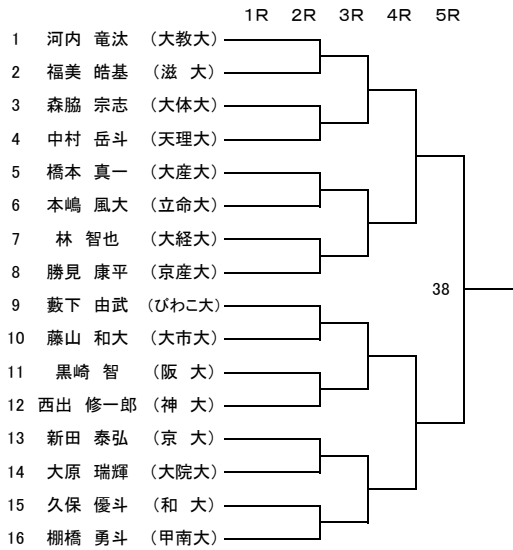 1R 2R 3R 4R 5R
1 河内 竜汰 (大教大)
2 福美 皓基 (滋 大)
3 森脇 宗志 (大体大)
4 中村 岳斗 (天理大)
5 橋本 真一 (大産大)
6 本嶋 風大 (立命大)
7 林 智也 (大経大)
8 勝見 康平 (京産大)
38
9 藪下 由武 (びわこ大)
10 藤山 和大 (大市大)
11 黒崎 智 (阪 大)
12 西出 修一郎 (神 大)
13 新田 泰弘 (京 大)
14 大原 瑞輝 (大院大)
15 久保 優斗 (和 大)
16 棚橋 勇斗 (甲南大)